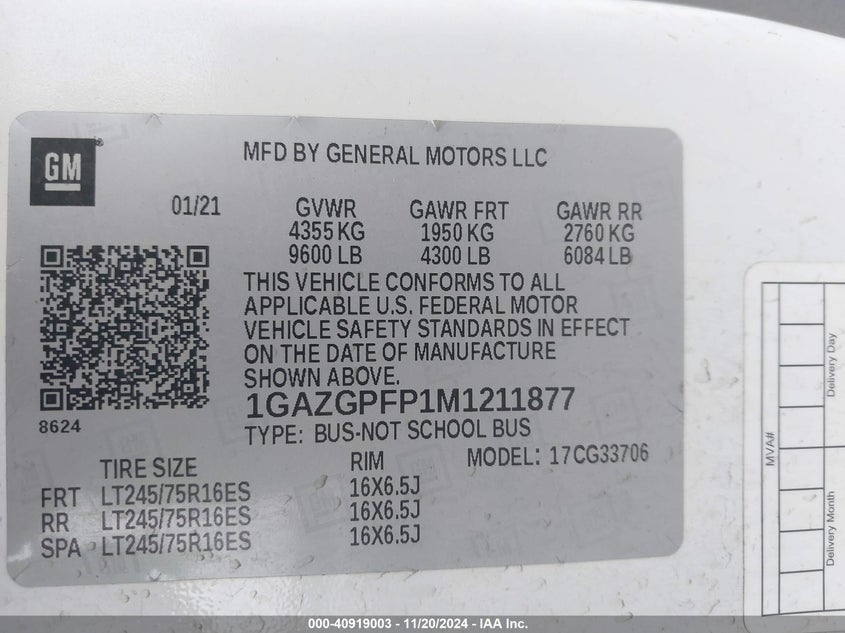 GM
MFD BY GENERAL MOTORS LLC
01/21
GVWR GAWR FRT GAWR RR
4355 KG 1950 KG 2760 KG
9600 LB 4300 LB 6084 LB
THIS VEHICLE CONFORMS TO ALL
APPLICABLE U.S. FEDERAL MOTOR
VEHICLE SAFETY STANDARDS IN EFFECT
ON THE DATE OF MANUFACTURE
SHOWN ABOVE.
1GAZGPFP1M1211877
8624
TYPE: BUS-NOT SCHOOL BUS
MODEL: 17CG33706
TIRE SIZE RIM
FRT LT245/75R16ES 16X6.5J
RR LT245/75R16ES 16X6.5J
SPA LT245/75R16ES 16X6.5J
MVA#
Delivery Day
Delivery Month
000-40919003 - 11/20/2024 - IAA Inc.